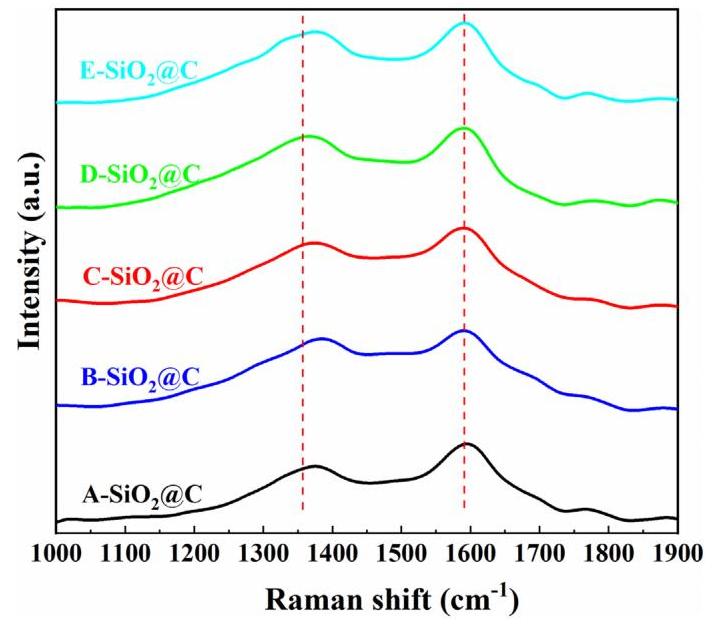 E-SiO₂@C
D-SiO₂@C
C-SiO₂@C
B-SiO₂@C
A-SiO₂@C
Intensity (a.u.)
1000 1100 1200 1300 1400 1500 1600 1700 1800 1900
Raman shift (cm⁻¹)